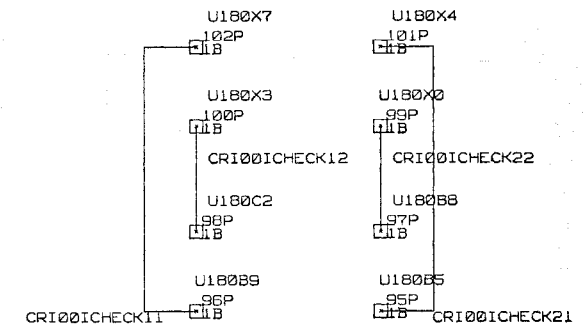 U180X7 U180X4
102P 101P
1B 1B
U180X3 U180X0
100P 99P
1B 1B
CRI00ICHECK12 CRI00ICHECK22
U180C2 U180B8
98P 97P
1B 1B
U180B9 U180B5
96P 95P
1B 1B
CRI00ICHECK11 CRI00ICHECK21